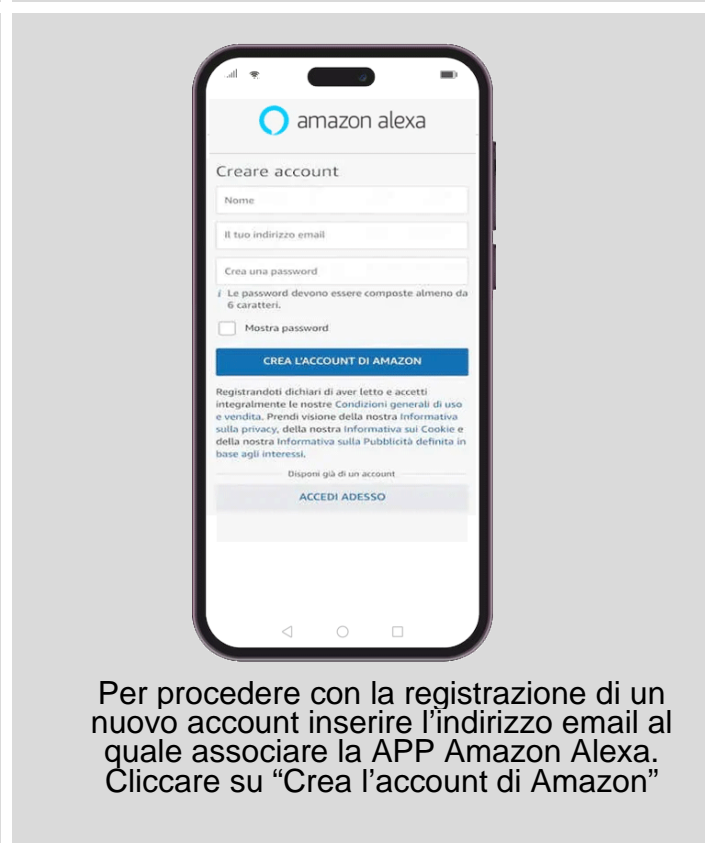 amazon alexa
Creare account
Nome
Il tuo indirizzo email
Crea una password
i Le password devono essere composte almeno da
6 caratteri.
Mostra password
CREA L'ACCOUNT DI AMAZON
Registrandoti dichiari di aver letto e accetti
integralmente le nostre Condizioni generali di uso
e vendita. Prendi visione della nostra Informativa
sulla privacy, della nostra Informativa sui Cookie e
della nostra Informativa sulla Pubblicità definita in
base agli interessi.
Disponi già di un account
ACCEDI ADESSO
Per procedere con la registrazione di un
nuovo account inserire l’indirizzo email al
quale associare la APP Amazon Alexa.
Cliccare su “Crea l’account di Amazon”